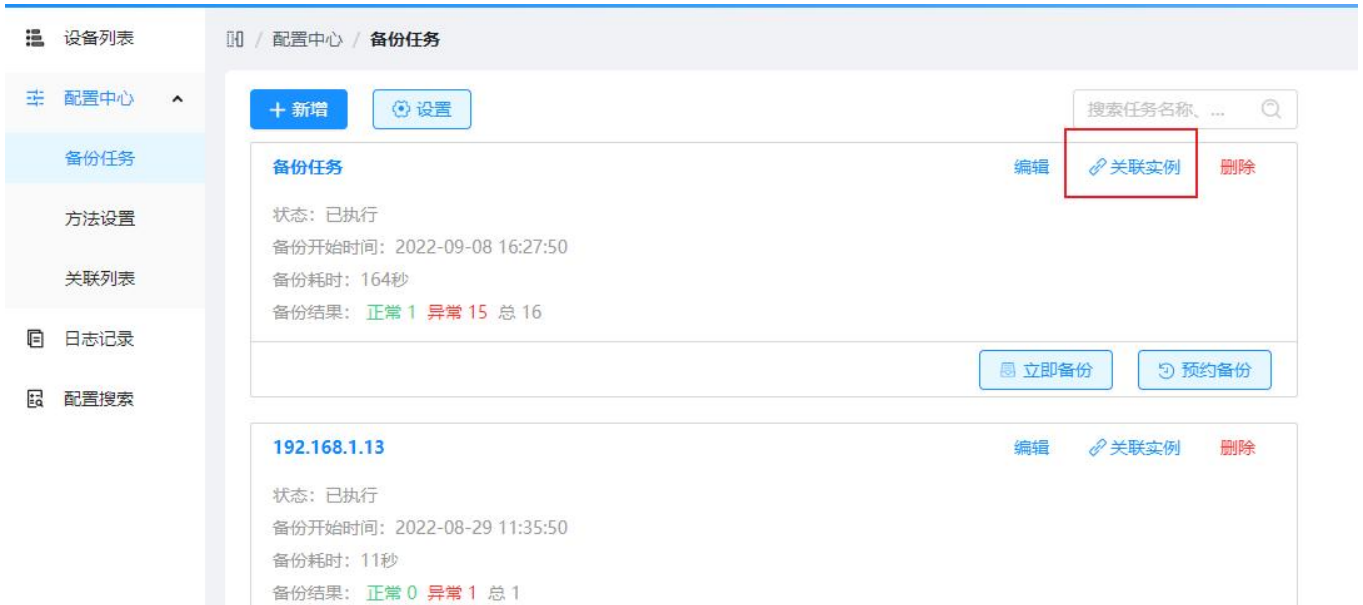 设备列表
配置中心 / 备份任务
配置中心
+ 新增 设置 搜索任务名称、...
备份任务
备份任务 编辑 关联实例 删除
方法设置
状态：已执行
备份开始时间：2022-09-08 16:27:50
关联列表
备份耗时：164秒
备份结果： 正常 1 异常 15 总 16
日志记录
立即备份 预约备份
配置搜索
192.168.1.13 编辑 关联实例 删除
状态：已执行
备份开始时间：2022-08-29 11:35:50
备份耗时：11秒
备份结果： 正常 0 异常 1 总 1